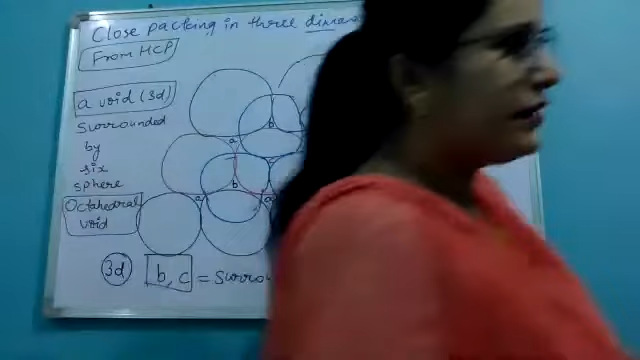 Close packing in three dimens
From HCP
a void (3d)
Surrounded
by
six
sphere
Octahedral
void
a
b
b
a
a
3d
b, c = Surrou